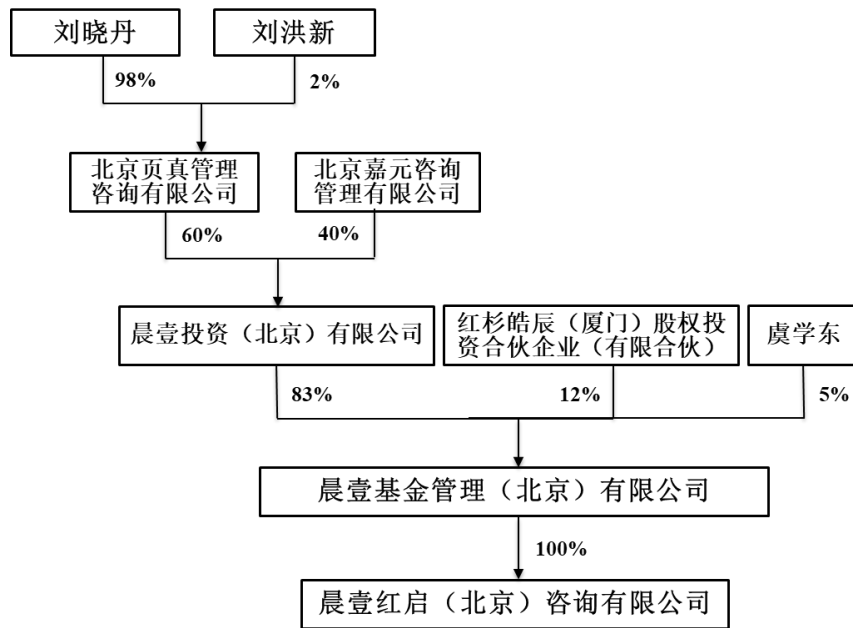 刘晓丹
刘洪新
98%
2%
北京页真管理
咨询有限公司
北京嘉元咨询
管理有限公司
60%
40%
晨壹投资（北京）有限公司
红杉皓辰（厦门）股权投
资合伙企业（有限合伙）
虞学东
83%
12%
5%
晨壹基金管理（北京）有限公司
100%
晨壹红启（北京）咨询有限公司